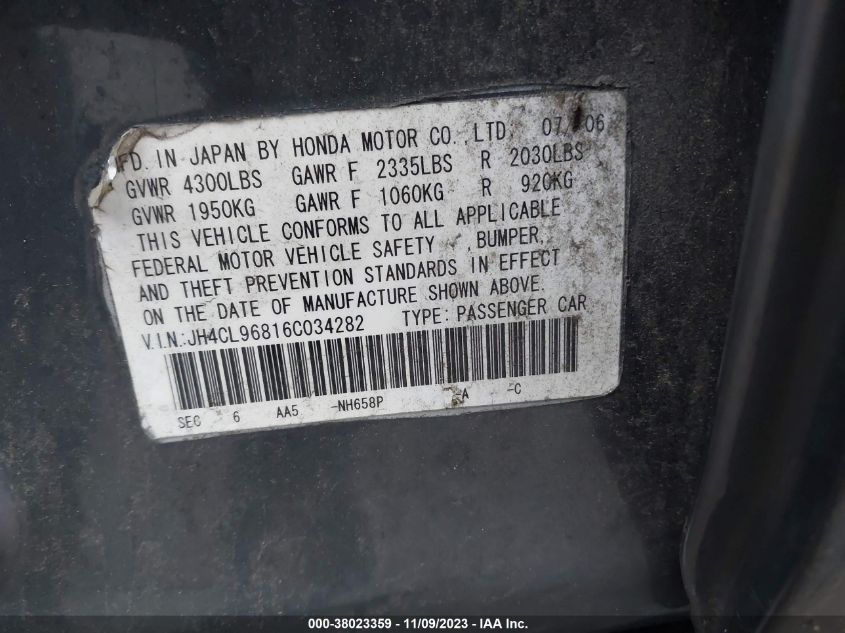 MFD. IN JAPAN BY HONDA MOTOR CO.,LTD. 07/06
GVWR 4300LBS GAWR F 2335LBS R 2030LBS
GVWR 1950KG GAWR F 1060KG R 920KG
THIS VEHICLE CONFORMS TO ALL APPLICABLE
FEDERAL MOTOR VEHICLE SAFETY , BUMPER,
AND THEFT PREVENTION STANDARDS IN EFFECT
ON THE DATE OF MANUFACTURE SHOWN ABOVE.
V.I.N.:JH4CL96816C034282 TYPE: PASSENGER CAR
SEC 6 AA5 -NH658P -A -C
000-38023359 - 11/09/2023 - IAA Inc.